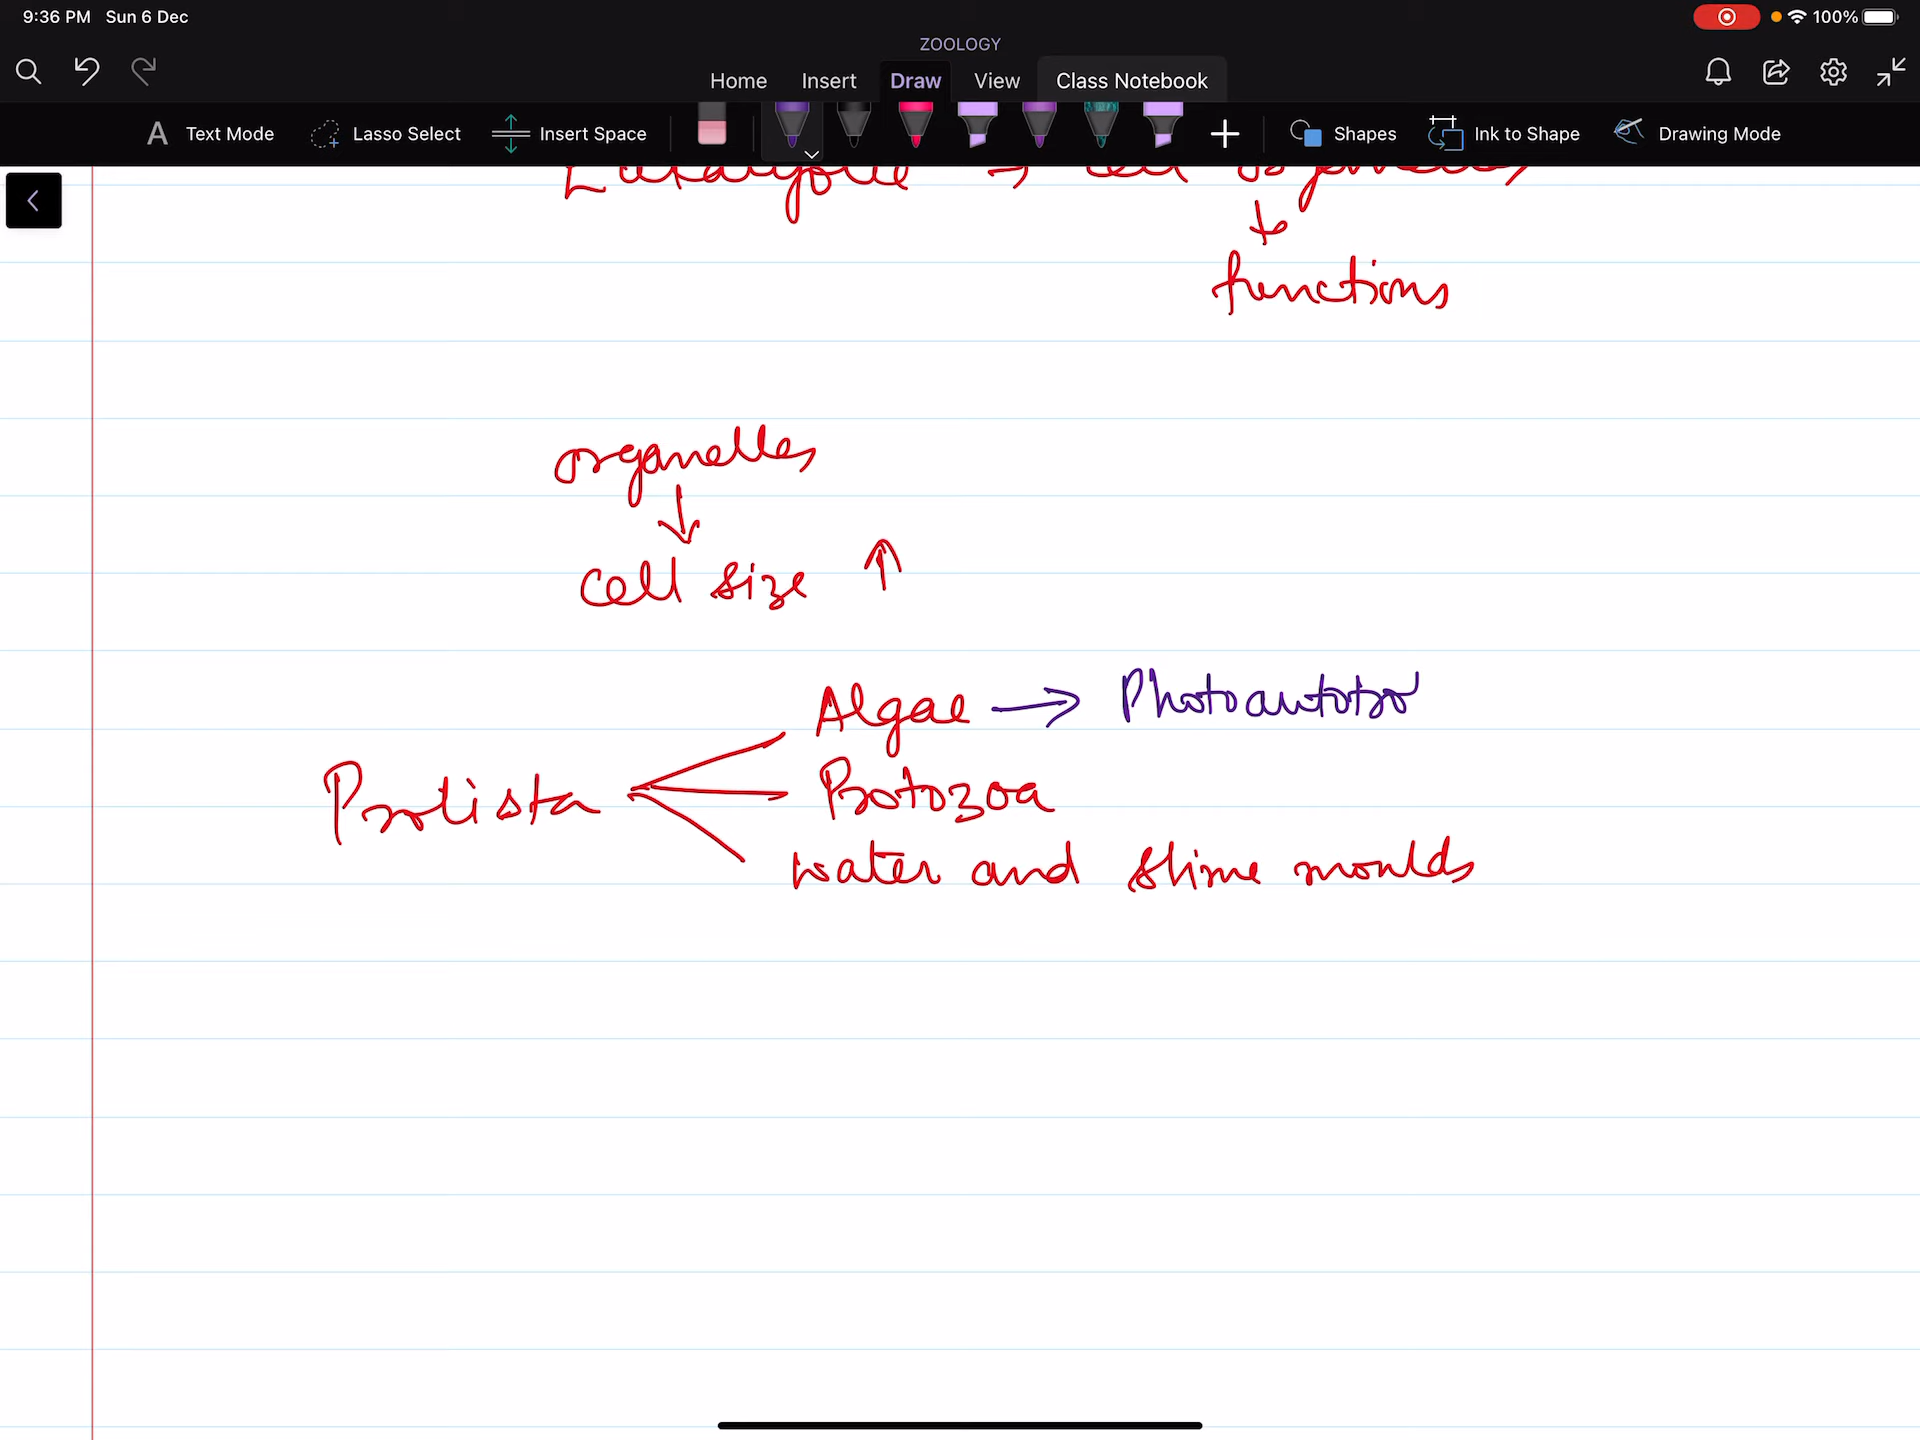 9:36 PM Sun 6 Dec 100%
ZOOLOGY
Home Insert Draw View Class Notebook
A Text Mode Lasso Select Insert Space Shapes Ink to Shape Drawing Mode
→ cell
↓
functions
organelles
↓
cell size ↑
Algae → Photoautotro
Protista
Protozoa
water and slime moulds